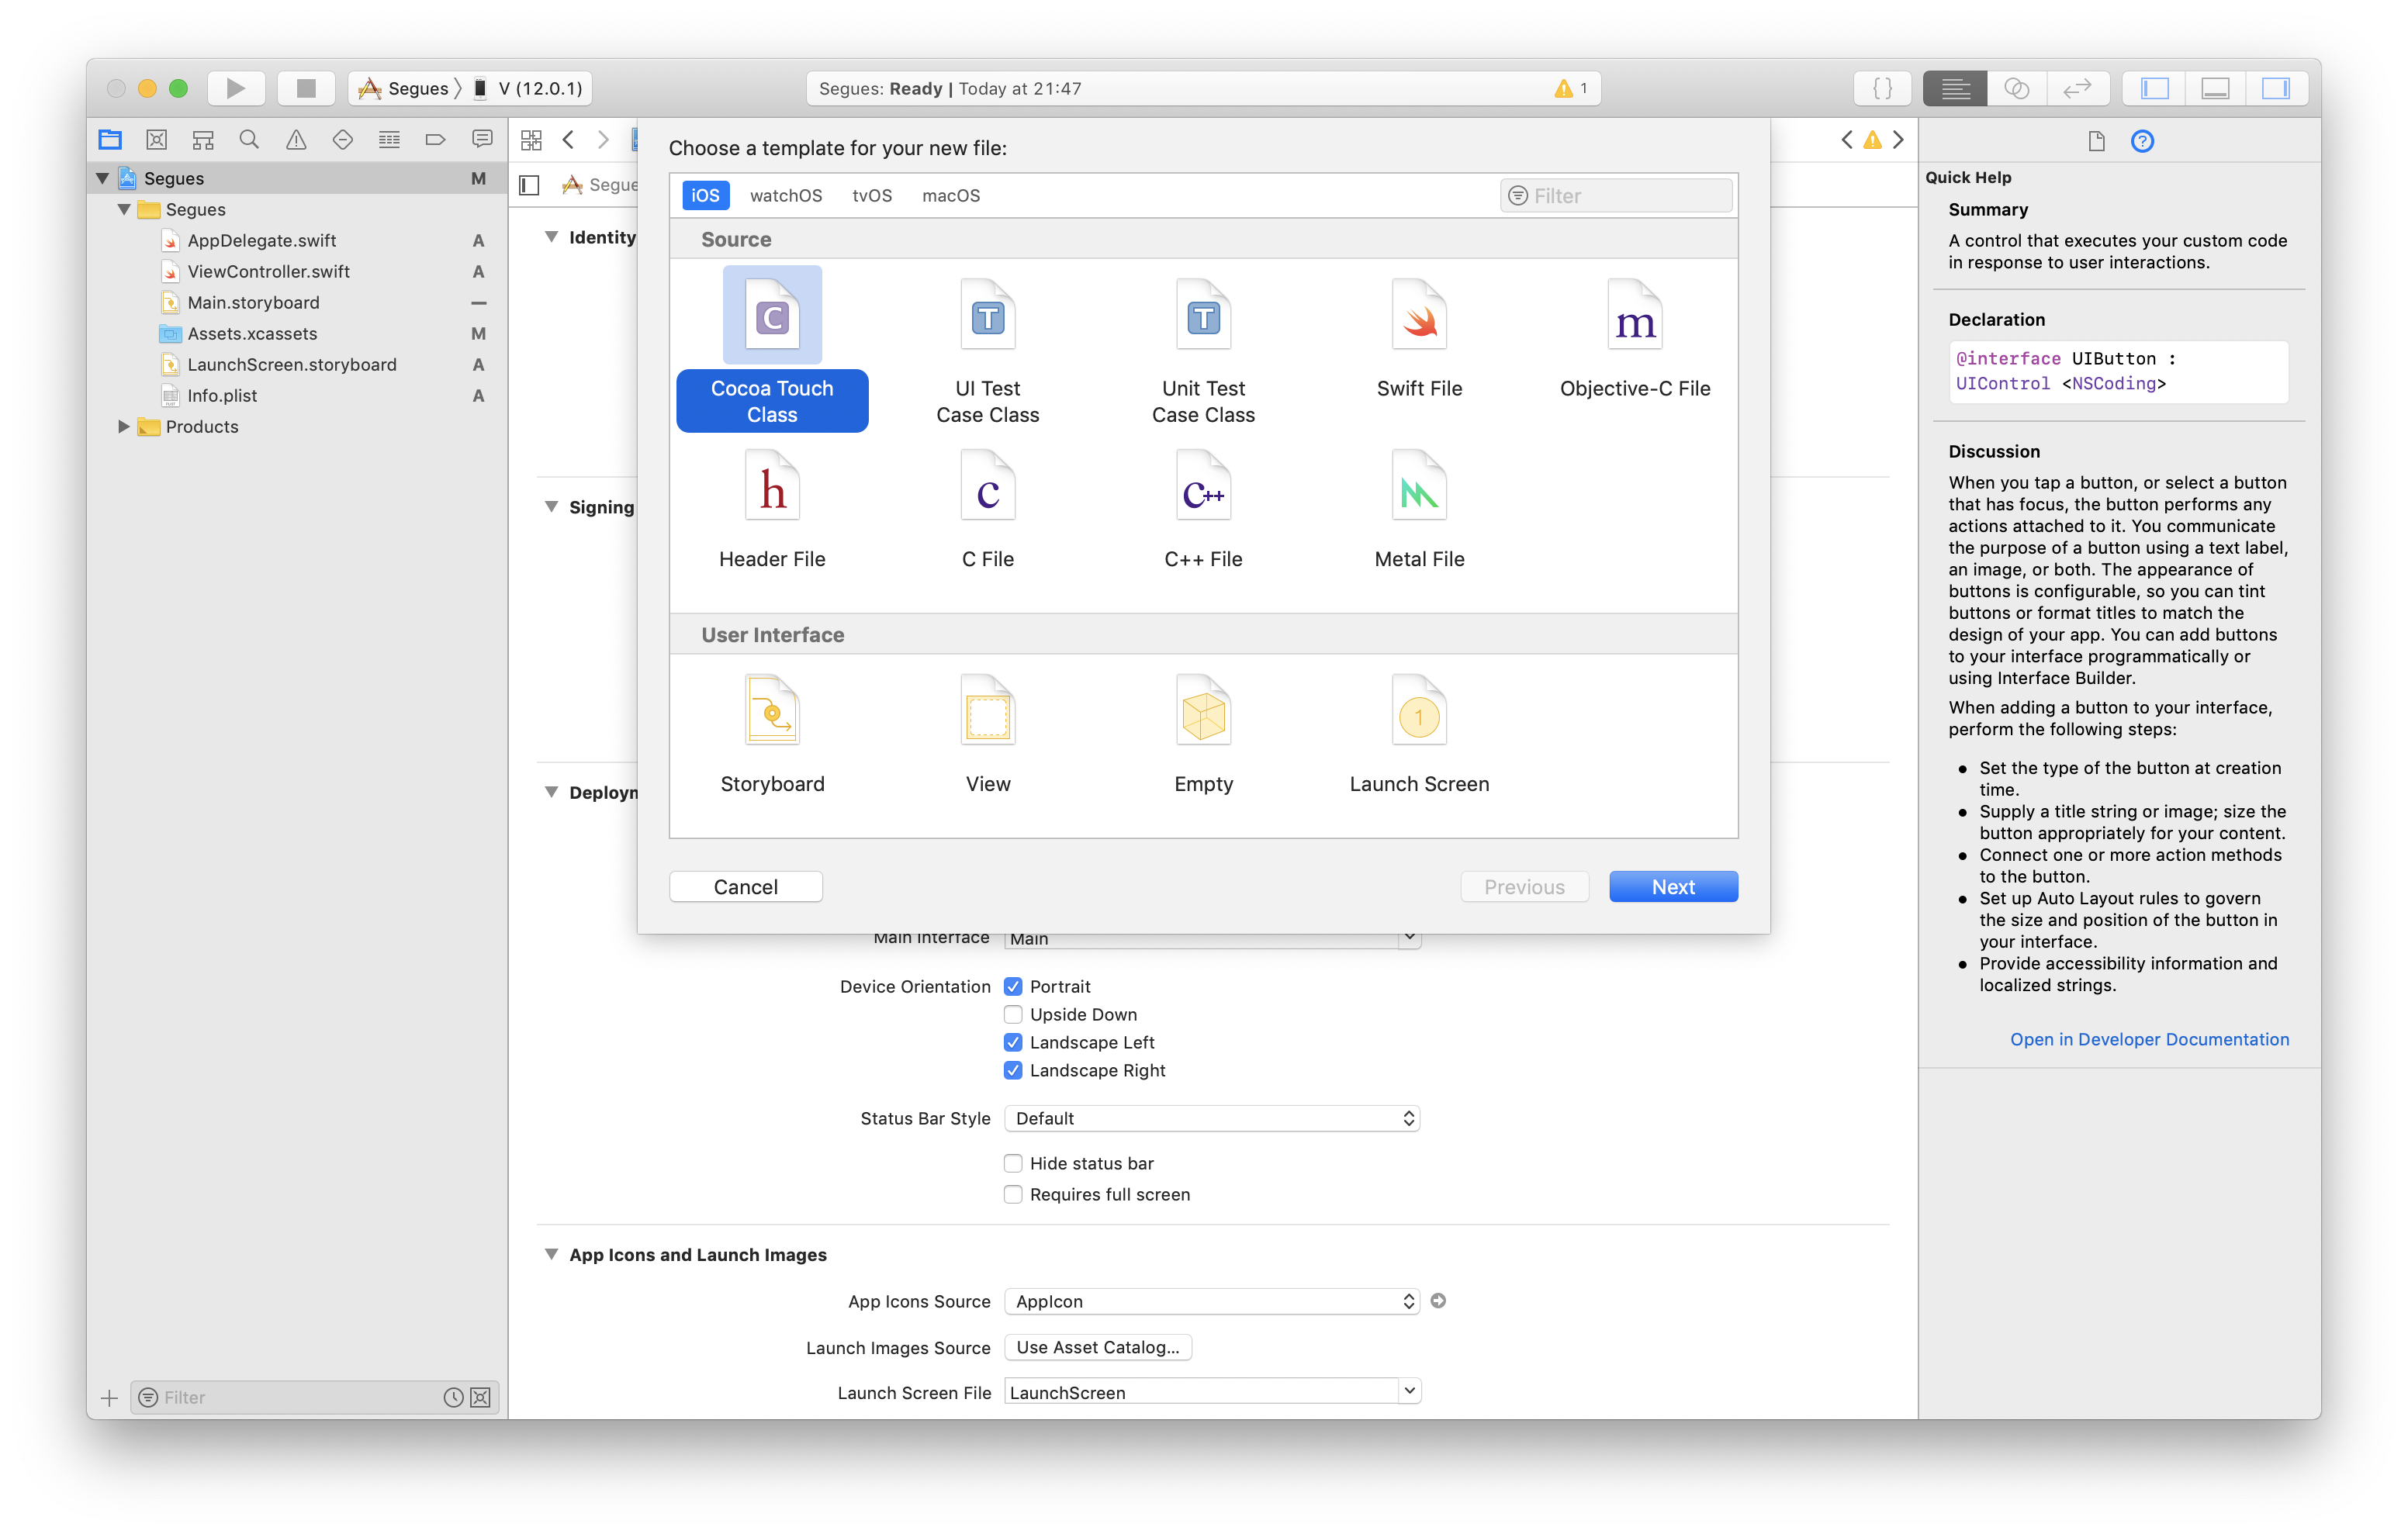 Segues
V (12.0.1)
Segues: Ready | Today at 21:47
1
{ }
Segues
M
Segues
AppDelegate.swift
A
ViewController.swift
A
Main.storyboard
Assets.xcassets
M
LaunchScreen.storyboard
A
Info.plist
A
Products
Filter
Segue
Identity
Signing
Deployn
Choose a template for your new file:
iOS
watchOS
tvOS
macOS
Filter
Source
C
T
T
m
Cocoa Touch
Class
UI Test
Case Class
Unit Test
Case Class
Swift File
Objective-C File
h
c
C++
Header File
C File
C++ File
Metal File
User Interface
1
Storyboard
View
Empty
Launch Screen
Cancel
Previous
Next
Main Interface
Main
Device Orientation
Portrait
Upside Down
Landscape Left
Landscape Right
Status Bar Style
Default
Hide status bar
Requires full screen
App Icons and Launch Images
App Icons Source
AppIcon
Launch Images Source
Use Asset Catalog...
Launch Screen File
LaunchScreen
?
Quick Help
Summary
A control that executes your custom code
in response to user interactions.
Declaration
@interface UIButton :
UIControl <NSCoding>
Discussion
When you tap a button, or select a button
that has focus, the button performs any
actions attached to it. You communicate
the purpose of a button using a text label,
an image, or both. The appearance of
buttons is configurable, so you can tint
buttons or format titles to match the
design of your app. You can add buttons
to your interface programmatically or
using Interface Builder.
When adding a button to your interface,
perform the following steps:
• Set the type of the button at creation
time.
• Supply a title string or image; size the
button appropriately for your content.
• Connect one or more action methods
to the button.
• Set up Auto Layout rules to govern
the size and position of the button in
your interface.
• Provide accessibility information and
localized strings.
Open in Developer Documentation